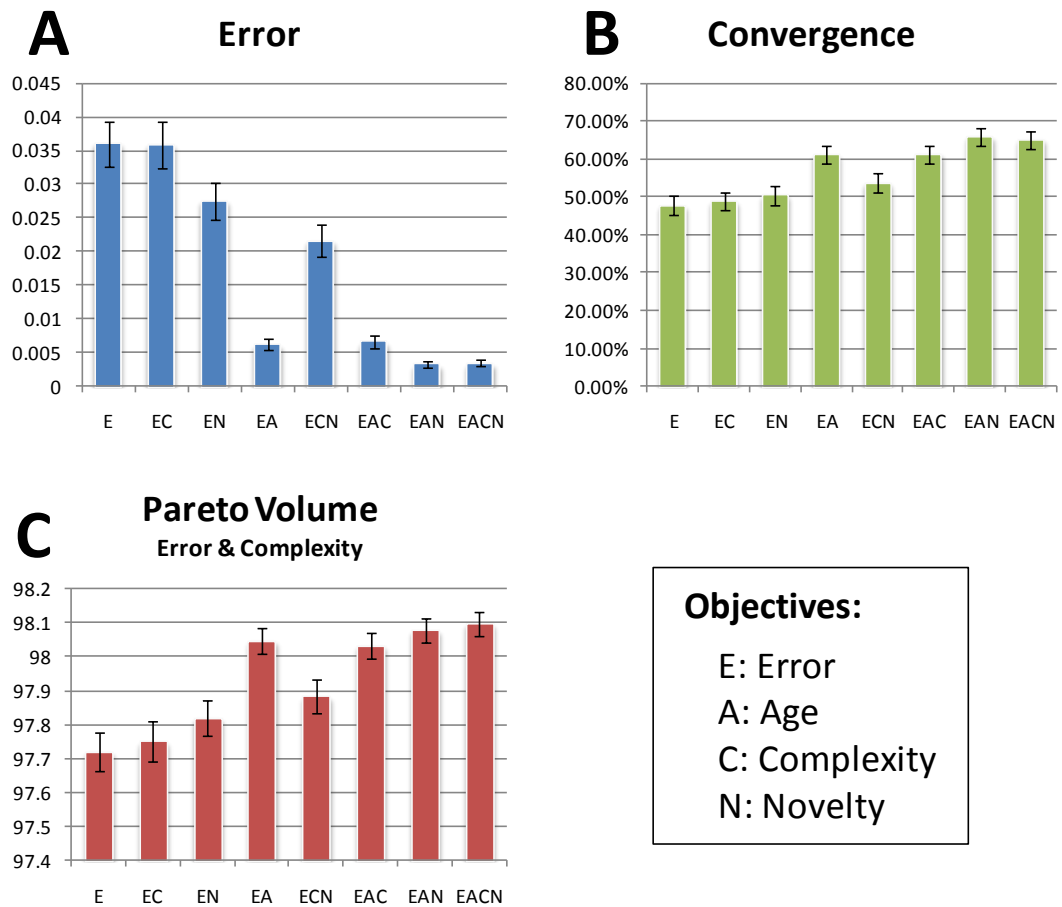 A
Error
0.045
0.04
0.035
0.03
0.025
0.02
0.015
0.01
0.005
0
E EC EN EA ECN EAC EAN EACN
B
Convergence
80.00%
70.00%
60.00%
50.00%
40.00%
30.00%
20.00%
10.00%
0.00%
E EC EN EA ECN EAC EAN EACN
C
Pareto Volume
Error & Complexity
98.2
98.1
98
97.9
97.8
97.7
97.6
97.5
97.4
E EC EN EA ECN EAC EAN EACN
Objectives:
E: Error
A: Age
C: Complexity
N: Novelty